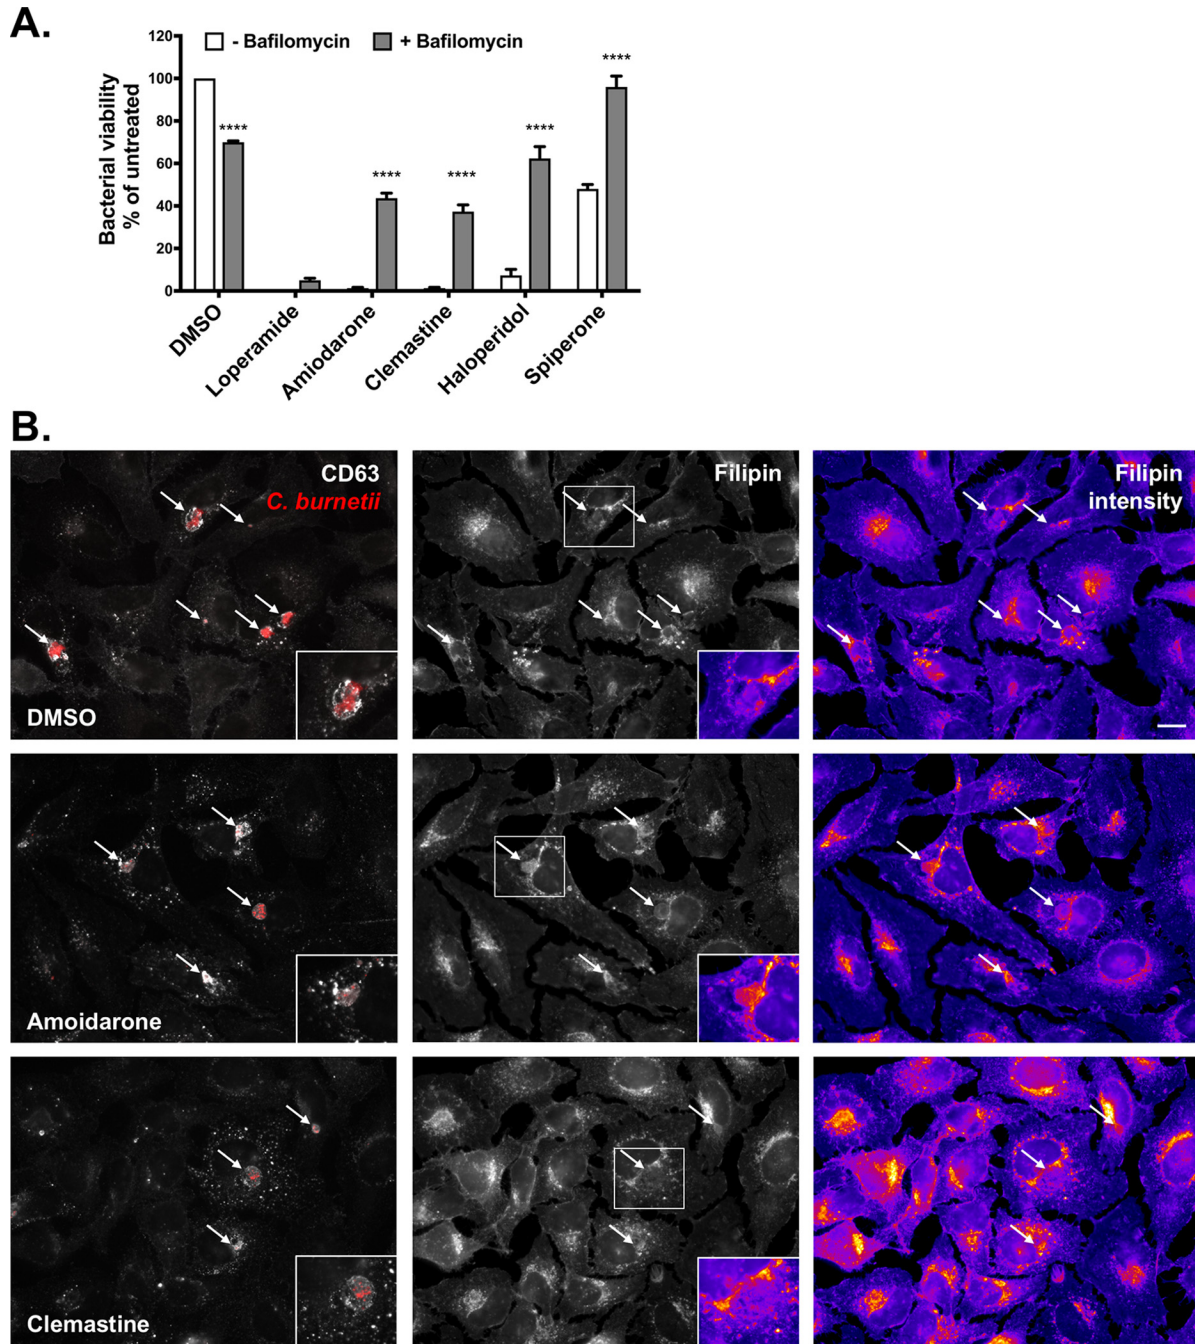 A.
120
- Bafilomycin
+ Bafilomycin
****
100
80
60
40
20
0
Bacterial viability
% of untreated
****
****
****
****
DMSO
Loperamide
Amiodarone
Clemastine
Haloperidol
Spiperone
B.
CD63
C. burnetii
DMSO
Filipin
Filipin
intensity
Amoidarone
Clemastine